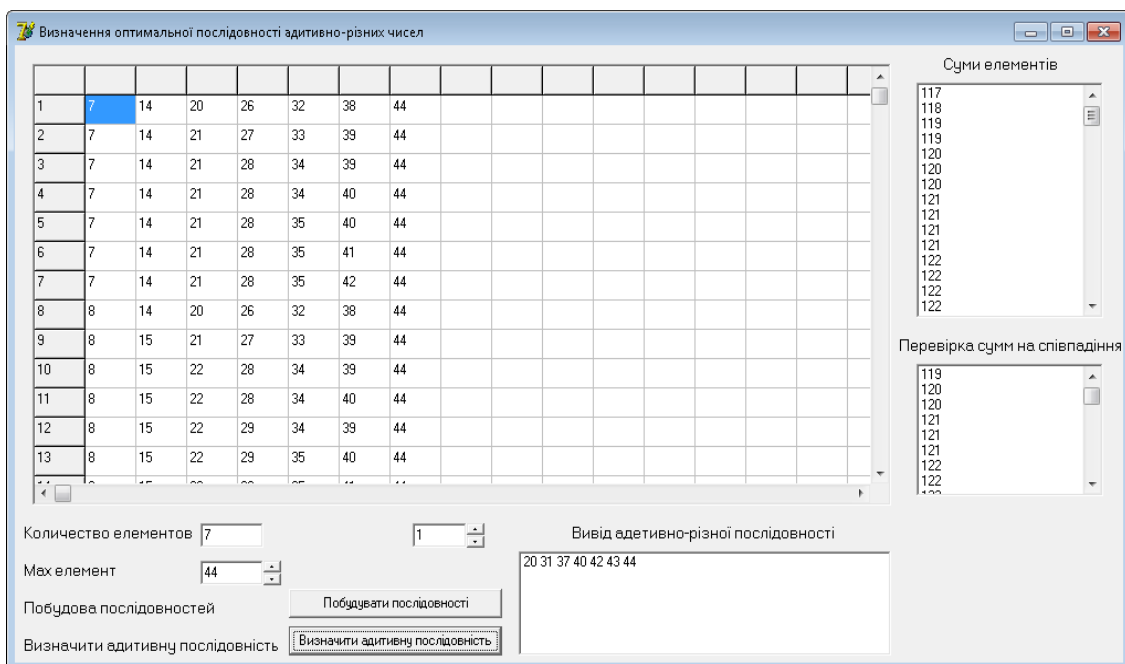 Визначення оптимальної послідовності адитивно-різних чисел
Суми елементів
1 7 14 20 26 32 38 44
2 7 14 21 27 33 39 44
3 7 14 21 28 34 39 44
4 7 14 21 28 34 40 44
5 7 14 21 28 35 40 44
6 7 14 21 28 35 41 44
7 7 14 21 28 35 42 44
8 8 14 20 26 32 38 44
9 8 15 21 27 33 39 44
10 8 15 22 28 34 39 44
11 8 15 22 28 34 40 44
12 8 15 22 29 34 39 44
13 8 15 22 29 35 40 44
117
118
119
119
120
120
120
121
121
121
121
122
122
122
122
Перевірка сумм на співпадіння
119
120
120
121
121
121
122
122
Количество елементов 7
1
Max елемент 44
Побудова послідовностей
Побудувати послідовності
Визначити адитивну послідовність
Визначити адитивну послідовність
Вивід адетивно-різної послідовності
20 31 37 40 42 43 44